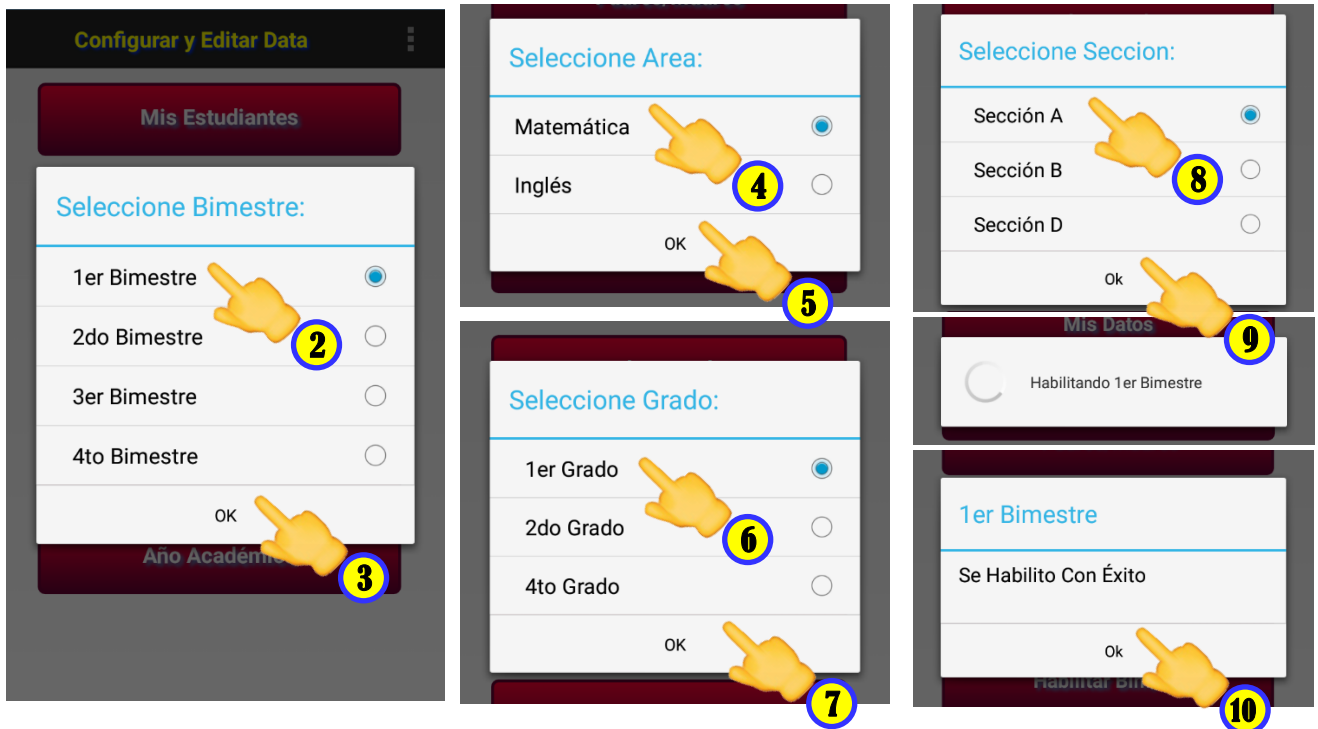 Configurar y Editar Data
Mis Estudiantes
Seleccione Bimestre:
1er Bimestre
2
2do Bimestre
3er Bimestre
4to Bimestre
OK
Año Académi
3
Seleccione Area:
Matemática
4
Inglés
OK
5
Seleccione Grado:
1er Grado
2do Grado
6
4to Grado
OK
7
Seleccione Seccion:
Sección A
8
Sección B
Sección D
Ok
9
Mis Datos
Habilitando 1er Bimestre
1er Bimestre
Se Habilito Con Éxito
Ok
Habilitar Bim
10